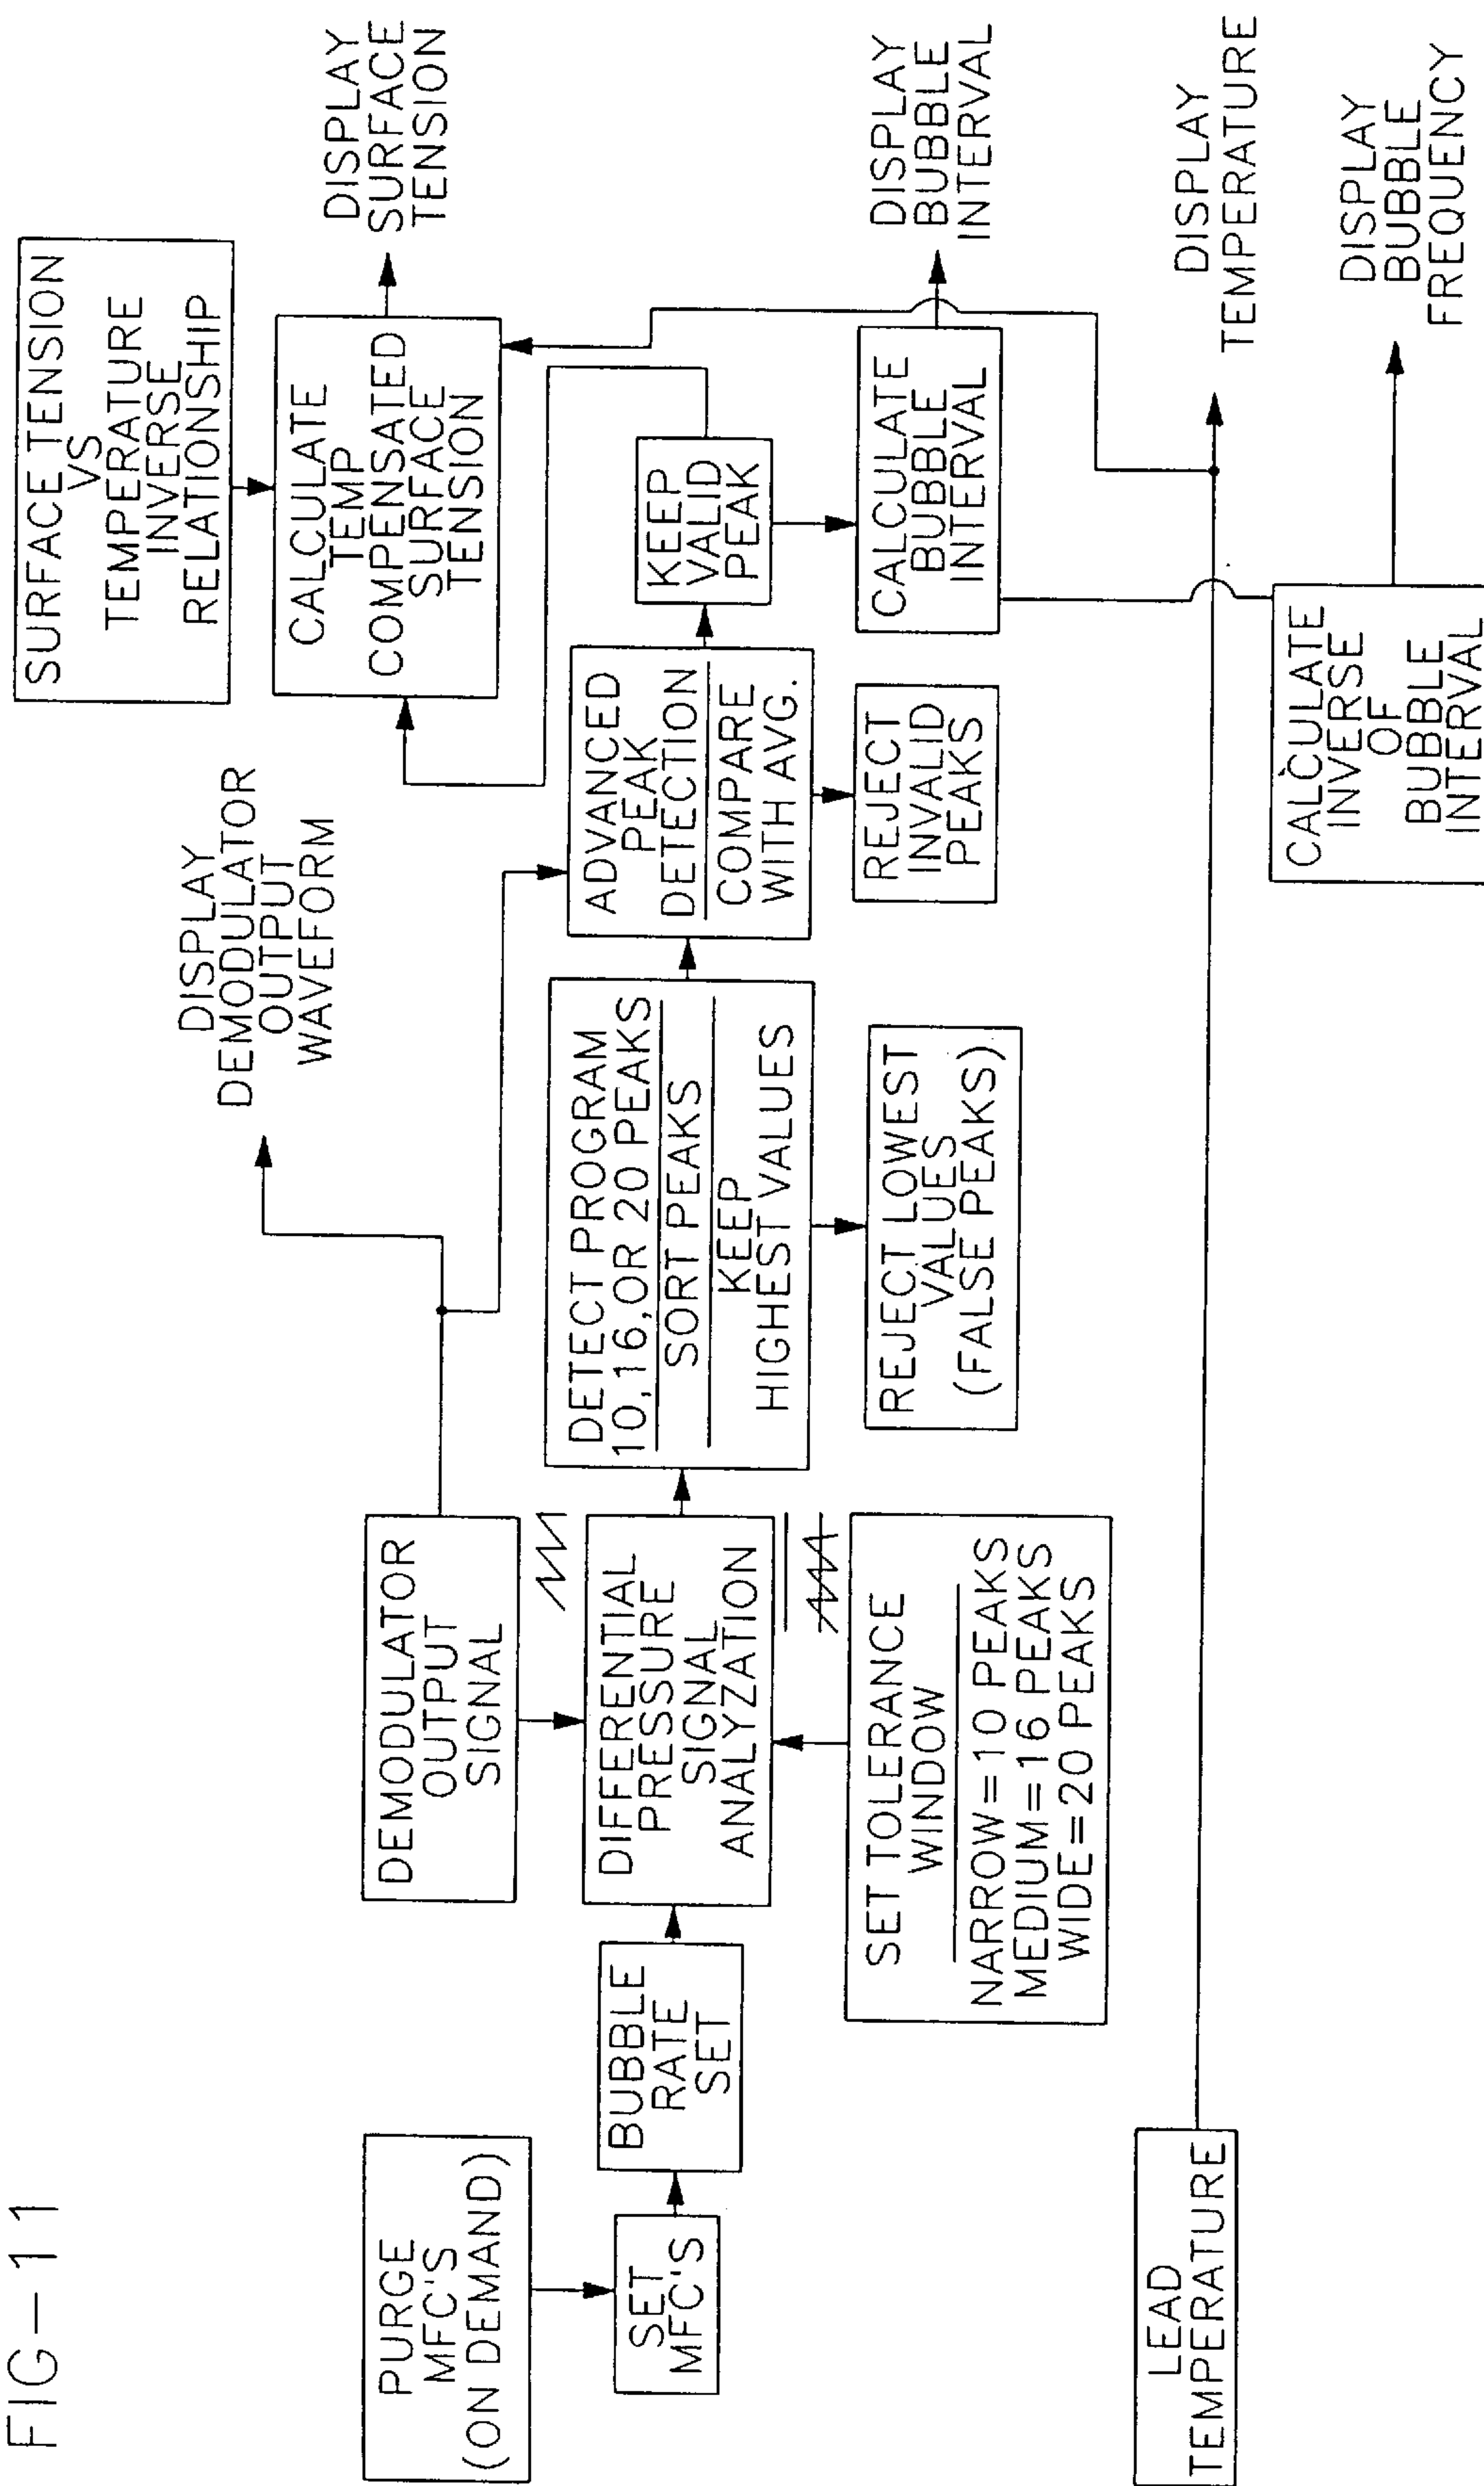 FIG-11
PURGE
MFC'S
(ON DEMAND)
SET
MFC'S
BUBBLE
RATE
SET
DEMODULATOR
OUTPUT
SIGNAL
DIFFERENTIAL
PRESSURE
SIGNAL
ANALYZATION
SET TOLERANCE
WINDOW
NARROW=10 PEAKS
MEDIUM=16 PEAKS
WIDE=20 PEAKS
LEAD
TEMPERATURE
DISPLAY
DEMODULATOR
OUTPUT
WAVEFORM
DETECT PROGRAM
10,16,OR 20 PEAKS
SORT PEAKS
KEEP
HIGHEST VALUES
REJECT LOWEST
VALUES
(FALSE PEAKS)
ADVANCED
PEAK
DETECTION
COMPARE
WITH AVG.
REJECT
INVALID
PEAKS
KEEP
VALID
PEAK
SURFACE TENSION
VS
TEMPERATURE
INVERSE
RELATIONSHIP
CALCULATE
TEMP
COMPENSATED
SURFACE
TENSION
DISPLAY
SURFACE
TENSION
CALCULATE
BUBBLE
INTERVAL
DISPLAY
BUBBLE
INTERVAL
DISPLAY
TEMPERATURE
CALCULATE
INVERSE
OF
BUBBLE
INTERVAL
DISPLAY
BUBBLE
FREQUENCY